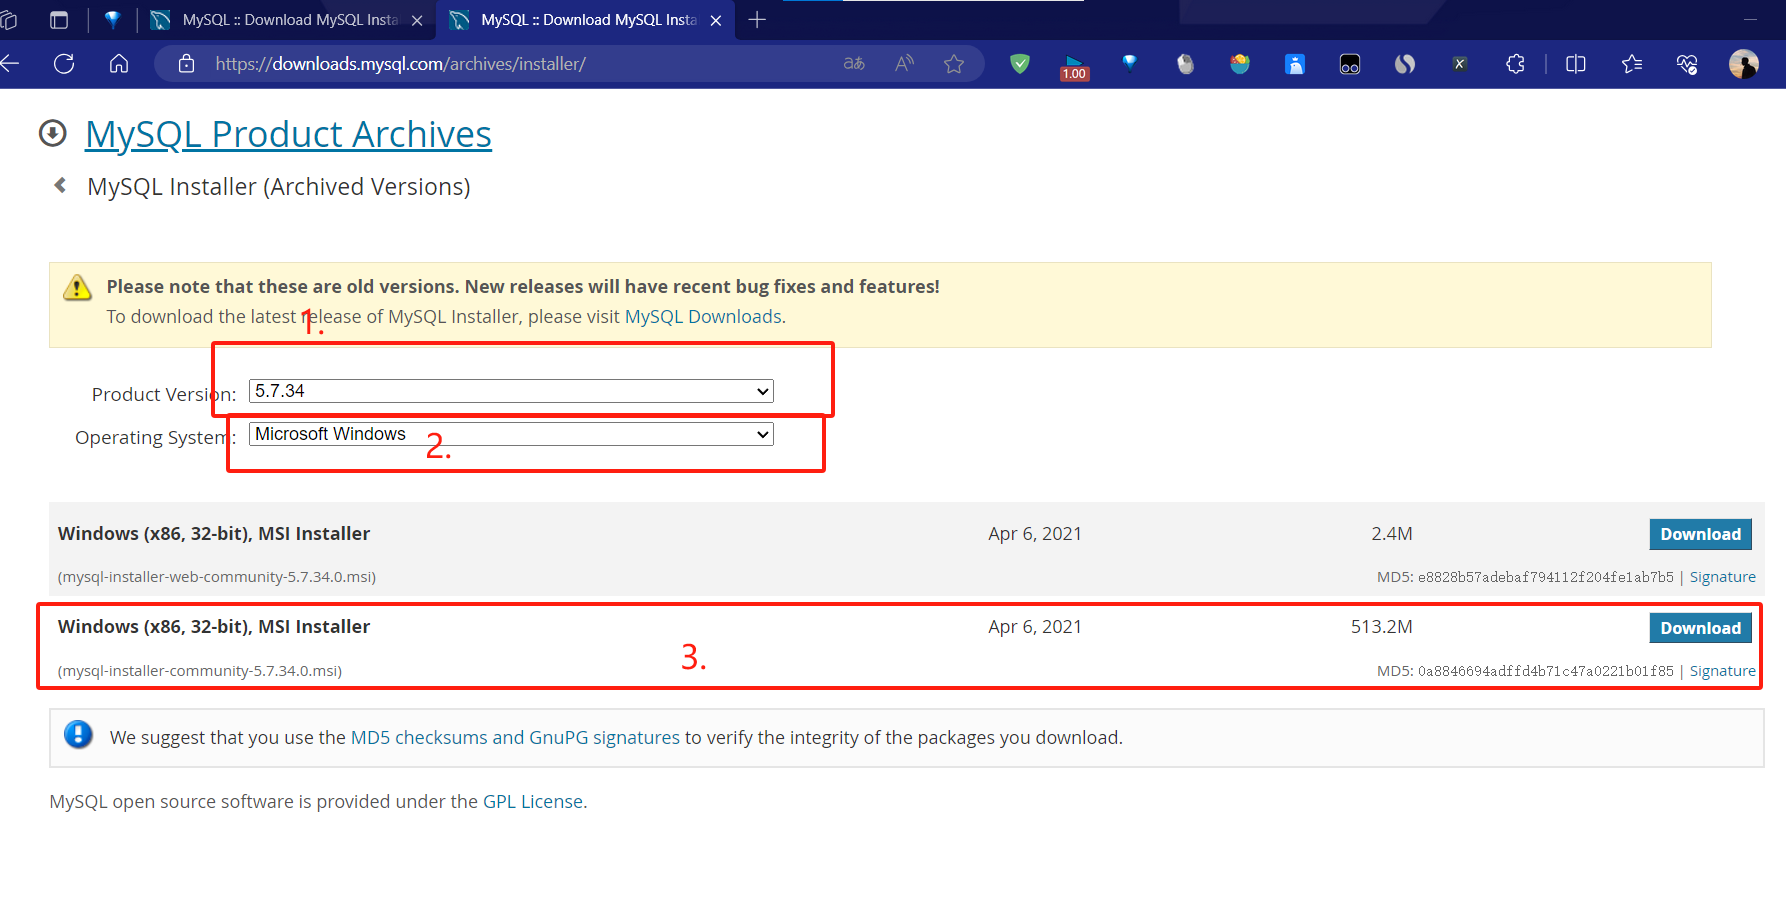 MySQL :: Download MySQL Insta
MySQL :: Download MySQL Insta
https://downloads.mysql.com/archives/installer/
1.00
MySQL Product Archives
MySQL Installer (Archived Versions)
Please note that these are old versions. New releases will have recent bug fixes and features!
To download the latest release of MySQL Installer, please visit MySQL Downloads.
1.
Product Version: 5.7.34
Operating System: Microsoft Windows
2.
Windows (x86, 32-bit), MSI Installer Apr 6, 2021 2.4M Download
(mysql-installer-web-community-5.7.34.0.msi) MD5: e8828b57adebaf794112f204fe1ab7b5 | Signature
Windows (x86, 32-bit), MSI Installer Apr 6, 2021 513.2M Download
3.
(mysql-installer-community-5.7.34.0.msi) MD5: 0a8846694adffd4b71c47a0221b01f85 | Signature
We suggest that you use the MD5 checksums and GnuPG signatures to verify the integrity of the packages you download.
MySQL open source software is provided under the GPL License.